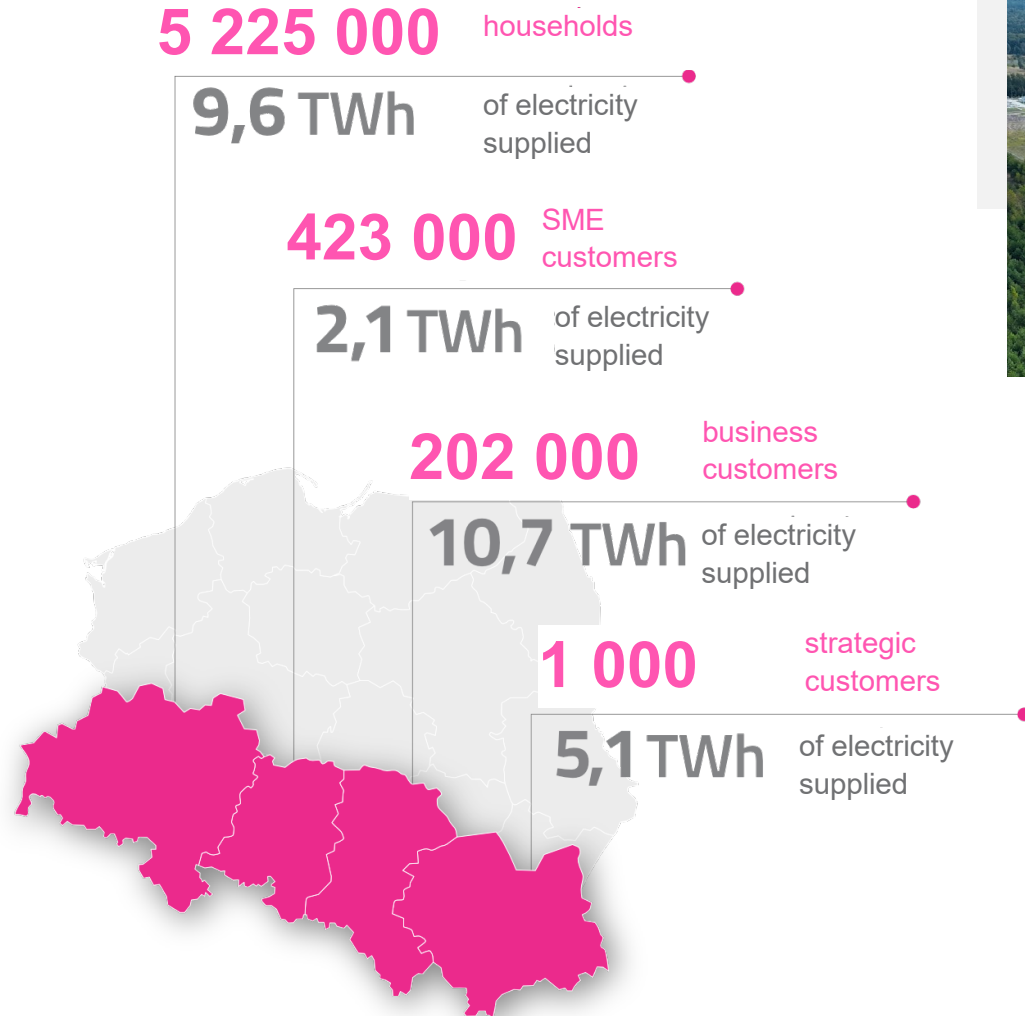 5 225 000 households
9,6 TWh of electricity
supplied
423 000 SME
customers
2,1 TWh of electricity
supplied
202 000 business
customers
10,7 TWh of electricity
supplied
1 000 strategic
customers
5,1 TWh of electricity
supplied